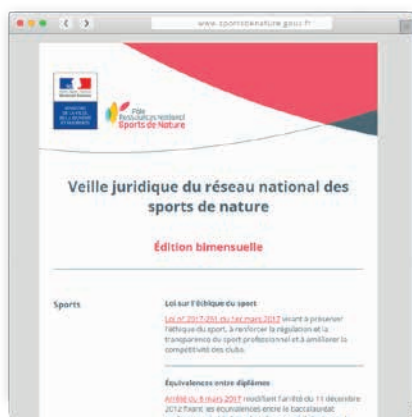 www.sportsdenature.gouv.fr
Pôle
Ressources National
Sports de Nature
Veille juridique du réseau national des
sports de nature
Édition bimensuelle
Sports
Loi sur l'éthique du sport
Loi n° 2017-261 du 1er mars 2017 visant à préserver
l'éthique du sport, à renforcer la régulation et la
transparence du sport professionnel et à améliorer la
compétitivité des clubs.
Équivalences entre diplômes
Arrêté du 8 mars 2017 modifiant l'arrêté du 11 décembre
2012 fixant les équivalences entre le baccalauréat